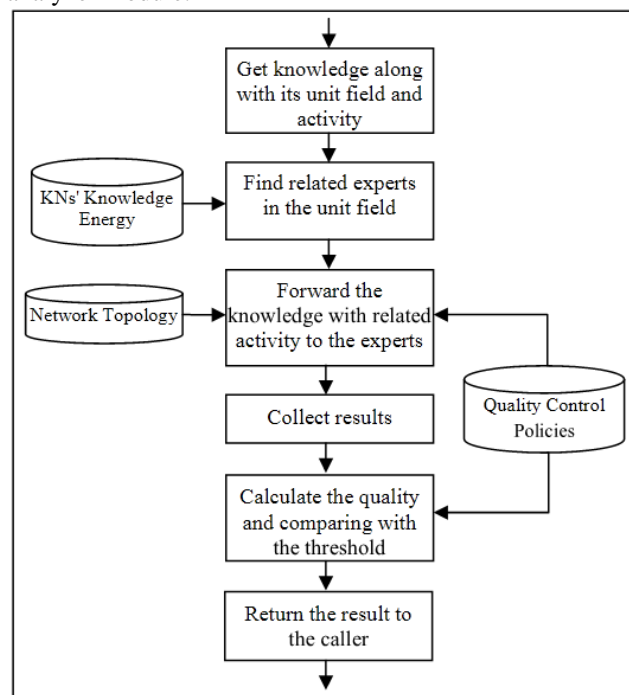 Get knowledge along
with its unit field and
activity
KNs' Knowledge
Energy
Find related experts
in the unit field
Network Topology
Forward the
knowledge with related
activity to the experts
Quality Control
Policies
Collect results
Calculate the quality
and comparing with
the threshold
Return the result to
the caller